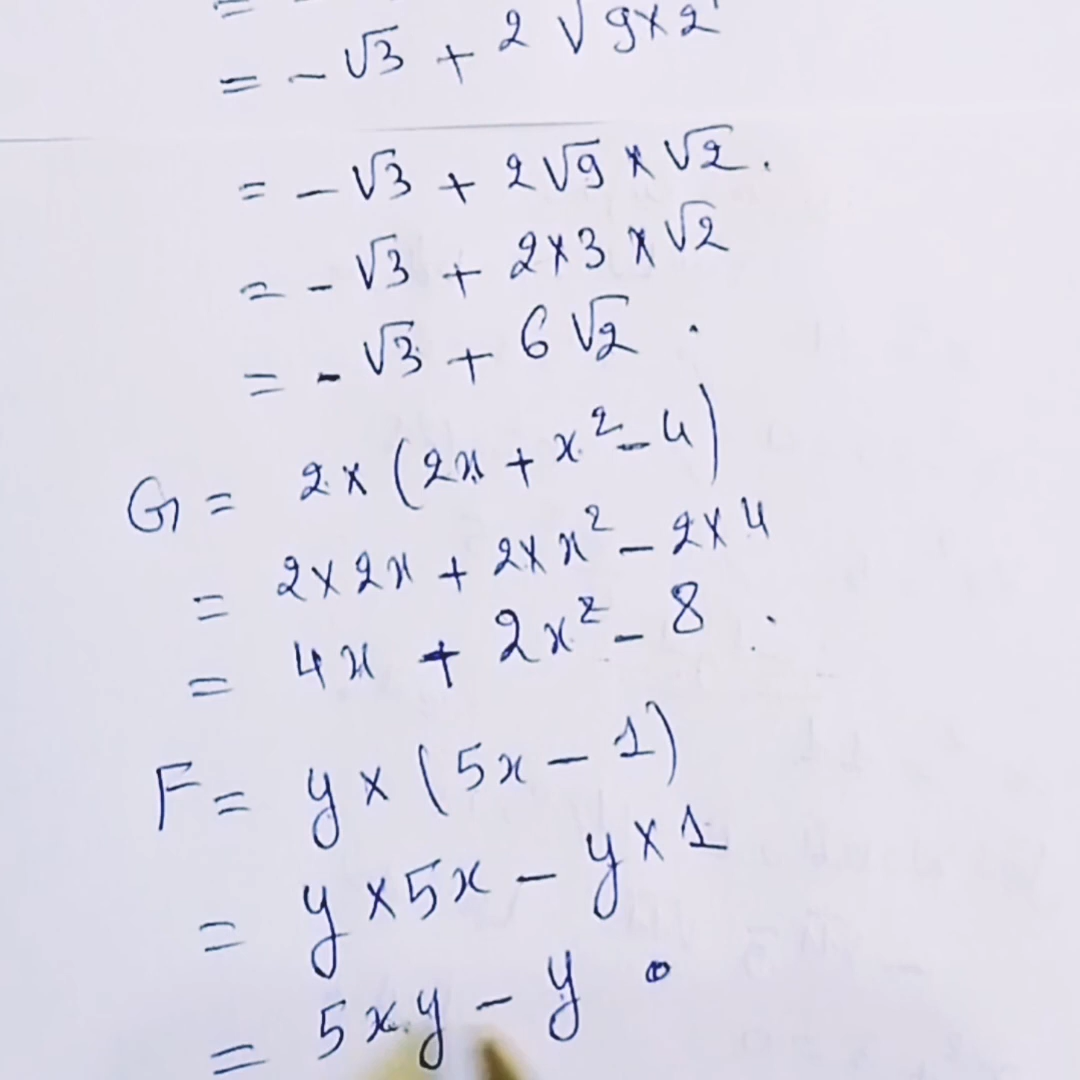 = - √3 + 2 √9×2
= - √3 + 2√9 × √2.
= - √3 + 2×3 × √2
= - √3 + 6 √2 .
G = 2× (2x + x² - 4)
= 2×2x + 2×x² - 2×4
= 4x + 2x² - 8 .
F = y × (5x - 1)
= y ×5x - y ×1
= 5xy - y .